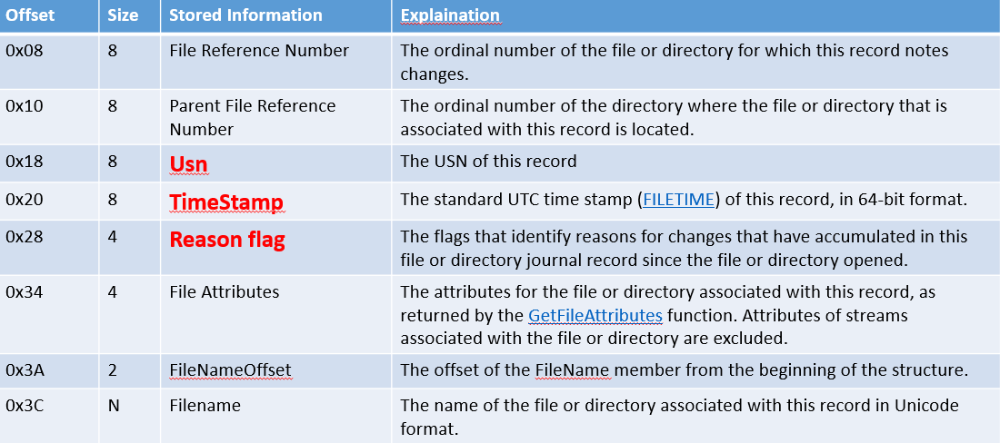 Offset Size Stored Information Explaination
0x08 8 File Reference Number The ordinal number of the file or directory for which this record notes
changes.
0x10 8 Parent File Reference The ordinal number of the directory where the file or directory that is
Number associated with this record is located.
0x18 8 Usn The USN of this record
0x20 8 TimeStamp The standard UTC time stamp (FILETIME) of this record, in 64-bit format.
0x28 4 Reason flag The flags that identify reasons for changes that have accumulated in this
file or directory journal record since the file or directory opened.
0x34 4 File Attributes The attributes for the file or directory associated with this record, as
returned by the GetFileAttributes function. Attributes of streams
associated with the file or directory are excluded.
0x3A 2 FileNameOffset The offset of the FileName member from the beginning of the structure.
0x3C N Filename The name of the file or directory associated with this record in Unicode
format.